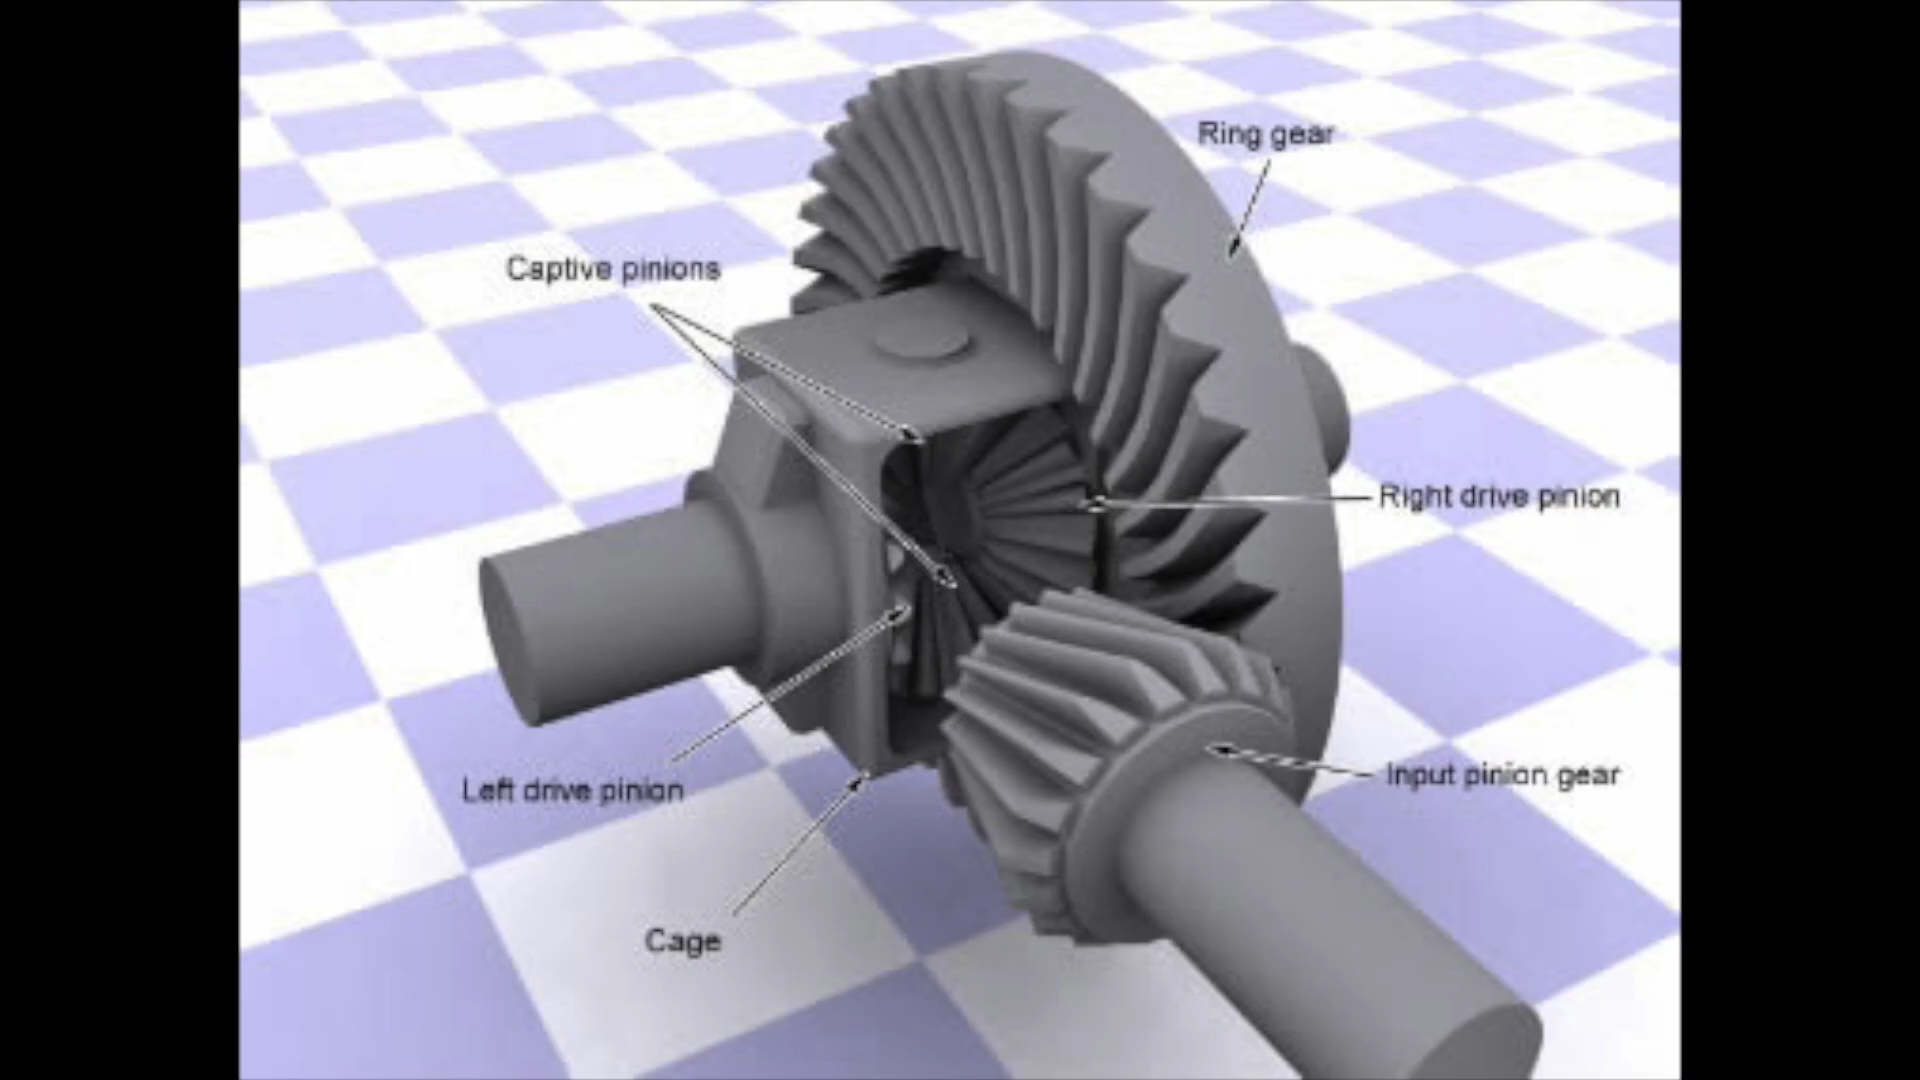 Ring gear
Captive pinions
Right drive pinion
Input pinion gear
Left drive pinion
Cage